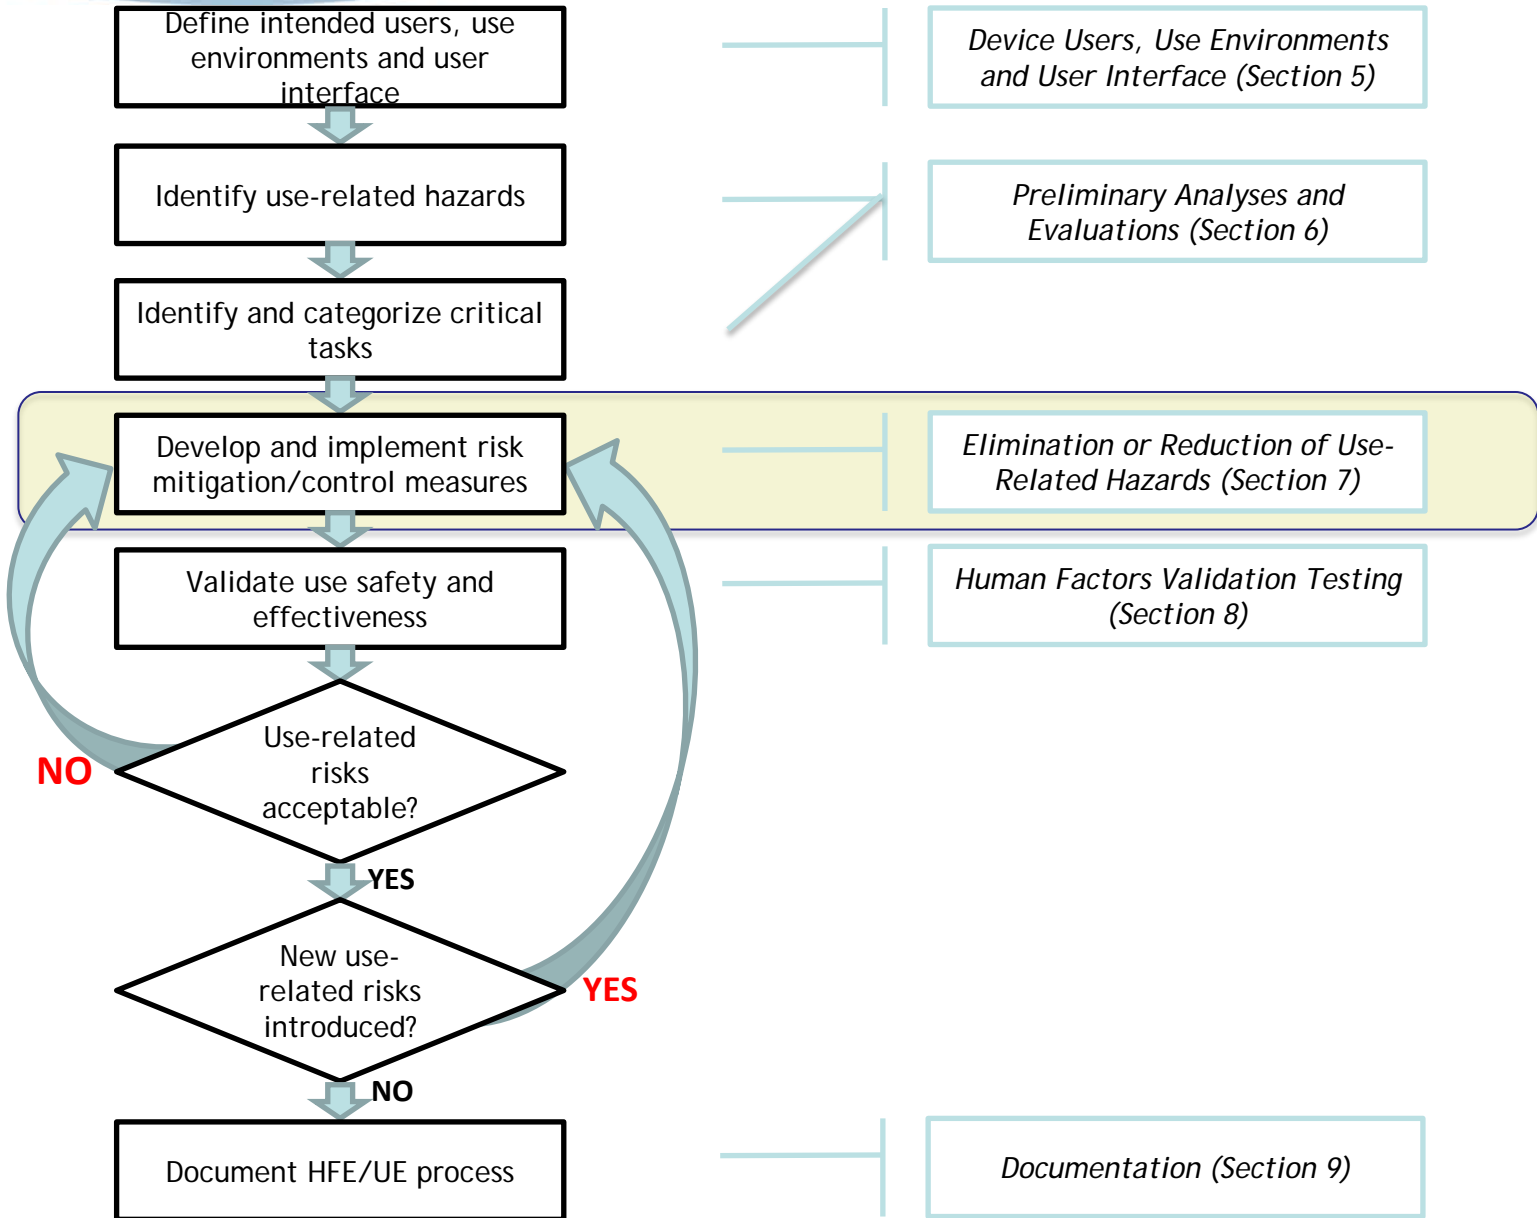 Define intended users, use
environments and user
interface
Device Users, Use Environments
and User Interface (Section 5)
Identify use-related hazards
Preliminary Analyses and
Evaluations (Section 6)
Identify and categorize critical
tasks
Develop and implement risk
mitigation/control measures
Elimination or Reduction of Use-
Related Hazards (Section 7)
Validate use safety and
effectiveness
Human Factors Validation Testing
(Section 8)
Use-related
risks
acceptable?
NO
YES
New use-
related risks
introduced?
YES
NO
Document HFE/UE process
Documentation (Section 9)